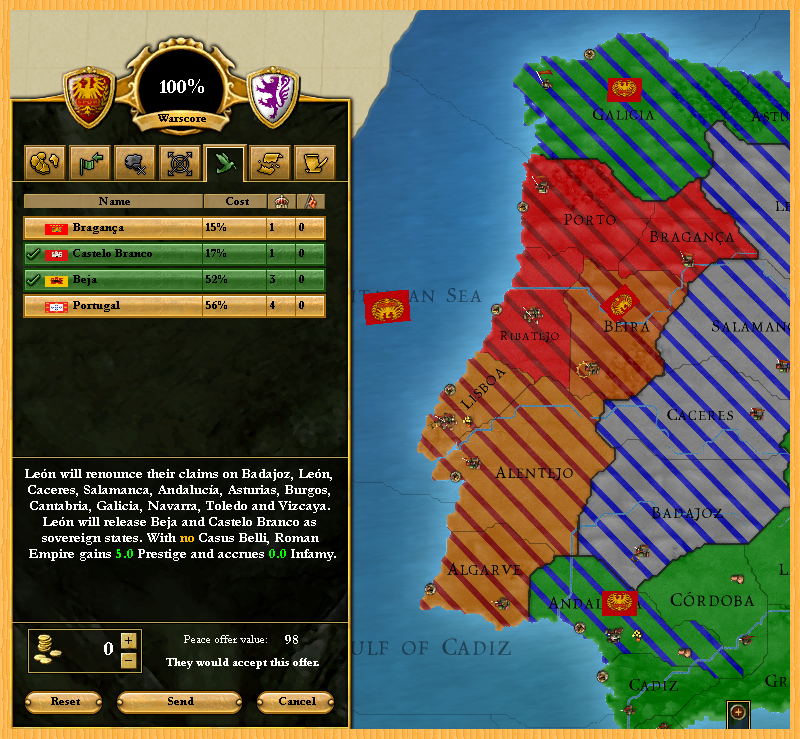 100%
Warscore
Name Cost
Bragança 15% 1 0
Castelo Branco 17% 1 0
Beja 52% 3 0
Portugal 56% 4 0
León will renounce their claims on Badajoz, León,
Caceres, Salamanca, Andalucía, Asturias, Burgos,
Cantabria, Galicia, Navarra, Toledo and Vizcaya.
León will release Beja and Castelo Branco as
sovereign states. With no Casus Belli, Roman
Empire gains 5.0 Prestige and accrues 0.0 Infamy.
0
+
−
Peace offer value: 98
They would accept this offer.
Reset Send Cancel
Galicia
Astu
Porto
Bragança
Le
an Sea
Beira
Salaman
Ribatejo
Lisboa
Caceres
Alentejo
Badajoz
Algarve
Córdoba
L
ulf of Cadiz
Cadiz
Gr